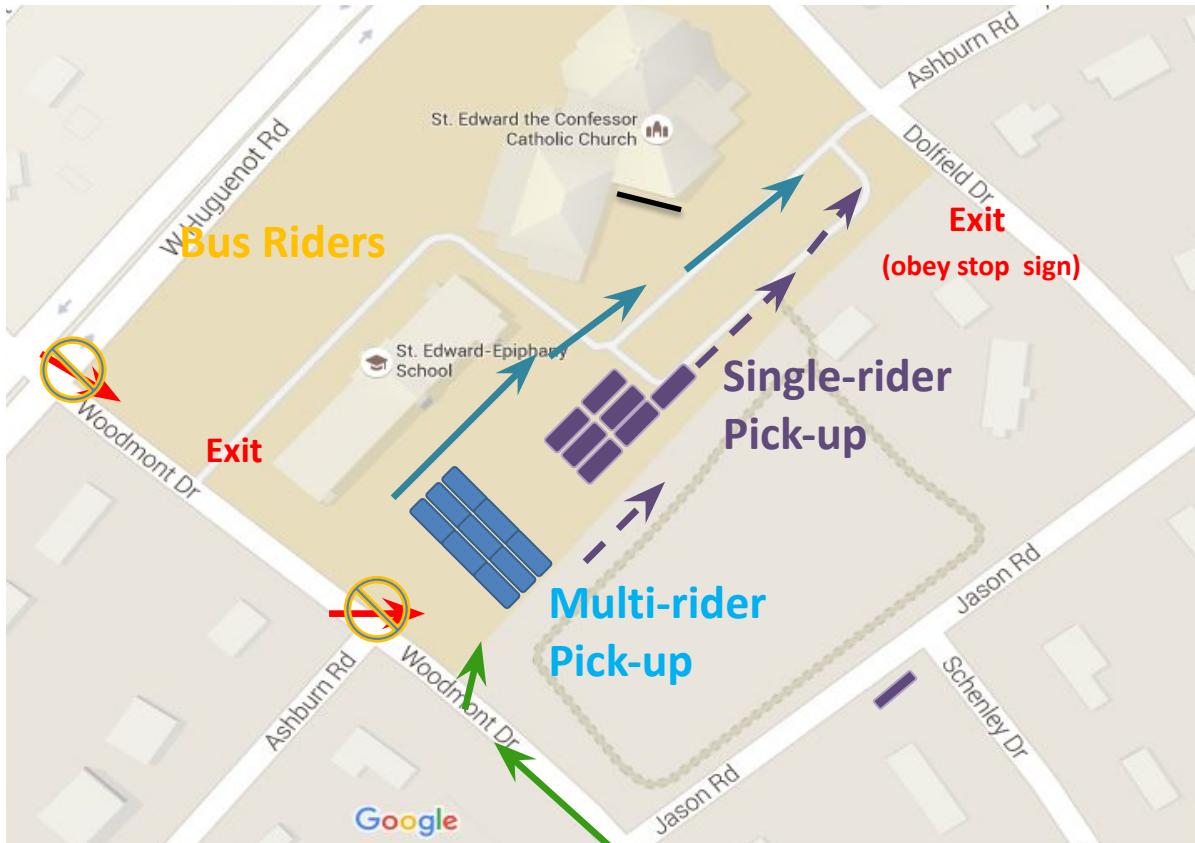 Ashburn Rd
St. Edward the Confessor
Catholic Church
Dolfield Dr
W Huguenot Rd
Bus Riders
Exit
(obey stop sign)
St. Edward-Epiphany
School
Single-rider
Pick-up
Woodmont Dr
Exit
Multi-rider
Pick-up
Jason Rd
Ashburn Rd
Woodmont Dr
Schenley Dr
Jason Rd
Google